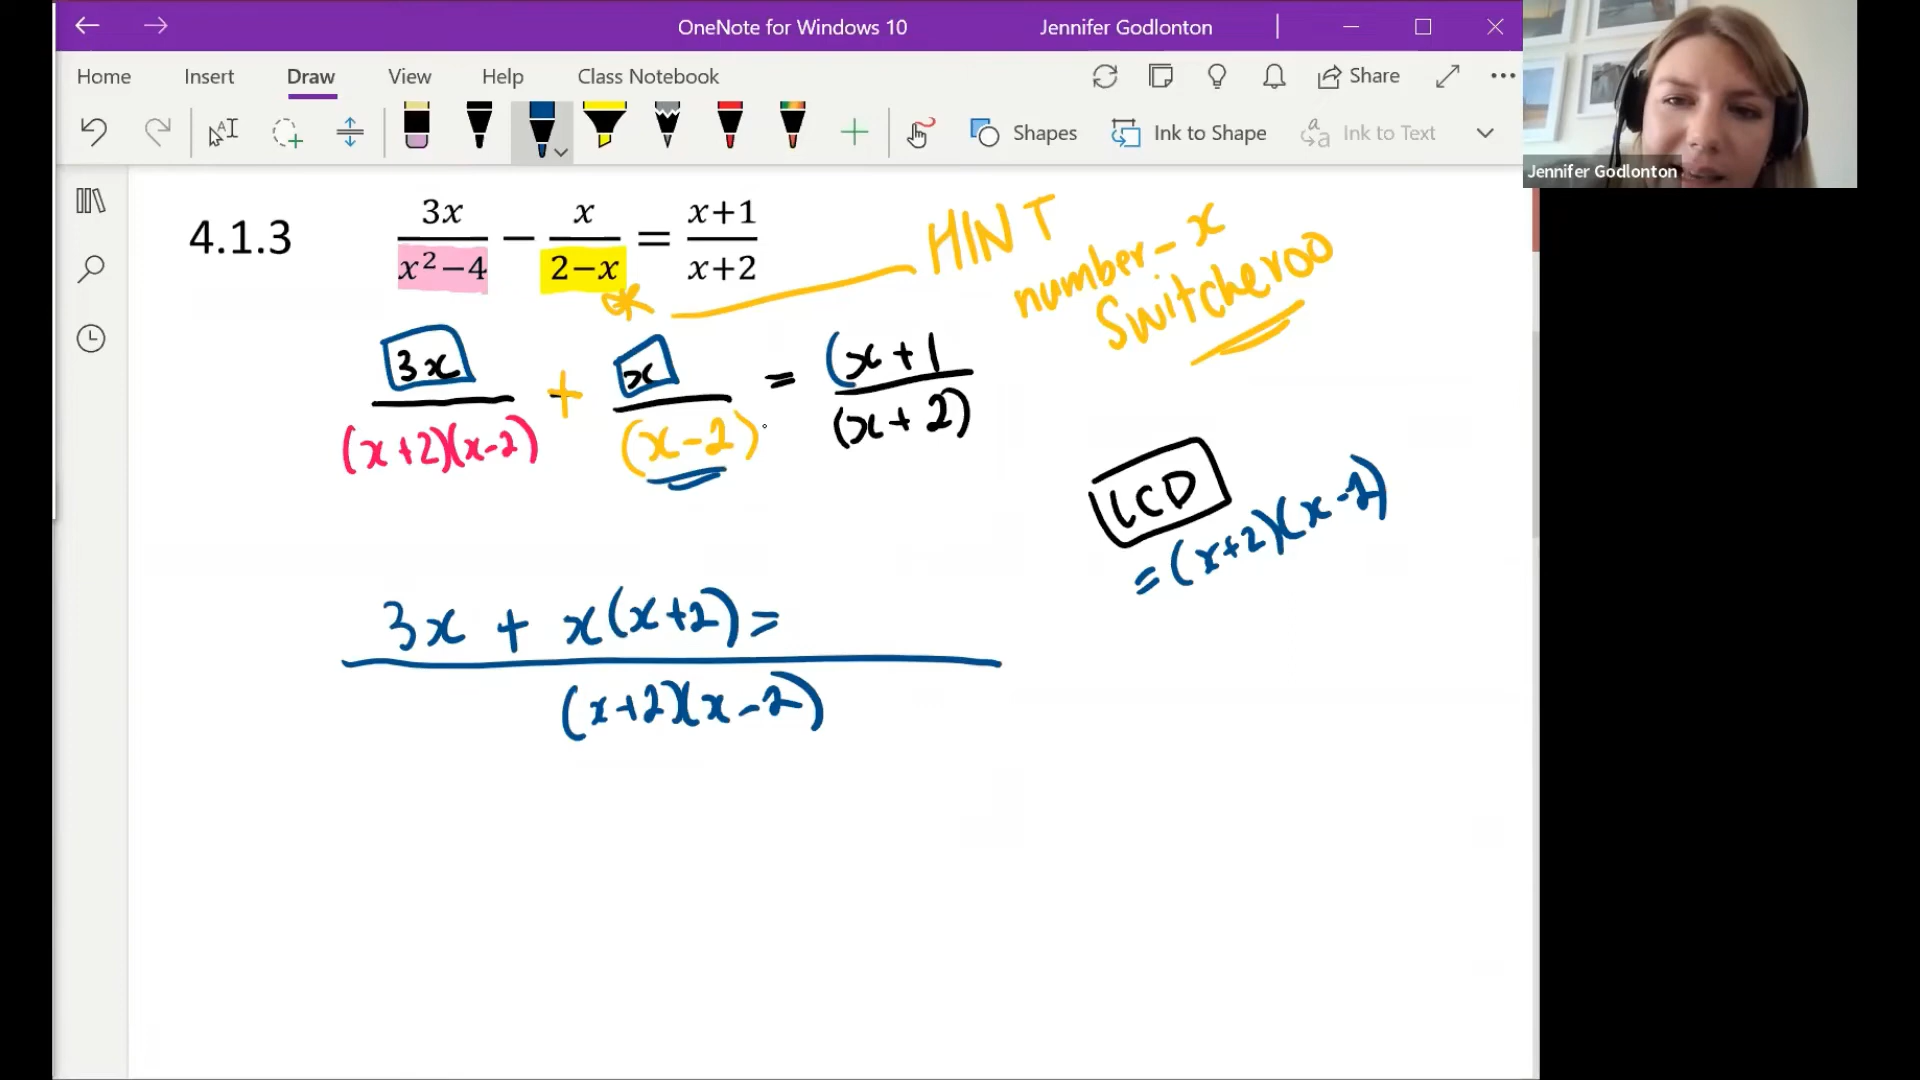 OneNote for Windows 10
Jennifer Godlonton
Home Insert Draw View Help Class Notebook Share
Shapes Ink to Shape Ink to Text
Jennifer Godlonton
4.1.3 3x/(x² − 4) − x/(2 − x) = (x + 1)/(x + 2)
HINT
number - x
Switcheroo
3x/((x+2)(x-2)) + x/(x-2) = (x+1/(x+2)
LCD
= (x+2)(x-2)
3x + x(x+2) =
(x+2)(x-2)